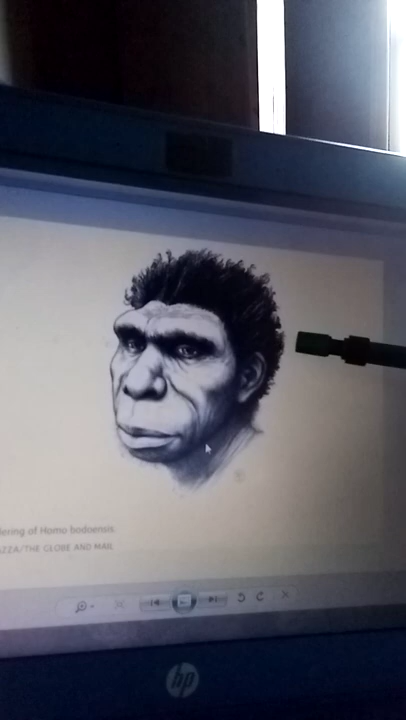 ering of Homo bodoensis.
AZZA/THE GLOBE AND MAIL
hp